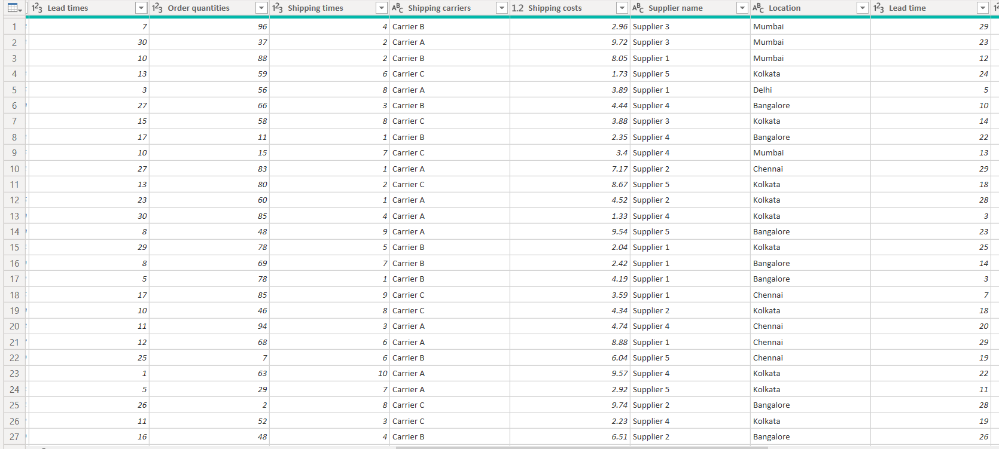 1²3 Lead times 1²3 Order quantities 1²3 Shipping times ABC Shipping carriers 1.2 Shipping costs ABC Supplier name ABC Location 1²3 Lead time
1 7 96 4 Carrier B 2.96 Supplier 3 Mumbai 29
2 30 37 2 Carrier A 9.72 Supplier 3 Mumbai 23
3 10 88 2 Carrier B 8.05 Supplier 1 Mumbai 12
4 13 59 6 Carrier C 1.73 Supplier 5 Kolkata 24
5 3 56 8 Carrier A 3.89 Supplier 1 Delhi 5
6 27 66 3 Carrier B 4.44 Supplier 4 Bangalore 10
7 15 58 8 Carrier C 3.88 Supplier 3 Kolkata 14
8 17 11 1 Carrier B 2.35 Supplier 4 Bangalore 22
9 10 15 7 Carrier C 3.4 Supplier 4 Mumbai 13
10 27 83 1 Carrier A 7.17 Supplier 2 Chennai 29
11 13 80 2 Carrier C 8.67 Supplier 5 Kolkata 18
12 23 60 1 Carrier A 4.52 Supplier 2 Kolkata 28
13 30 85 4 Carrier A 1.33 Supplier 4 Kolkata 3
14 8 48 9 Carrier A 9.54 Supplier 5 Bangalore 23
15 29 78 5 Carrier B 2.04 Supplier 1 Kolkata 25
16 8 69 7 Carrier B 2.42 Supplier 1 Bangalore 14
17 5 78 1 Carrier B 4.19 Supplier 1 Bangalore 3
18 17 85 9 Carrier C 3.59 Supplier 1 Chennai 7
19 10 46 8 Carrier C 4.34 Supplier 2 Kolkata 18
20 11 94 3 Carrier A 4.74 Supplier 4 Chennai 20
21 12 68 6 Carrier A 8.88 Supplier 1 Chennai 29
22 25 7 6 Carrier B 6.04 Supplier 5 Chennai 19
23 1 63 10 Carrier A 9.57 Supplier 4 Kolkata 22
24 5 29 7 Carrier A 2.92 Supplier 5 Kolkata 11
25 26 2 8 Carrier C 9.74 Supplier 2 Bangalore 28
26 11 52 3 Carrier C 2.23 Supplier 4 Kolkata 19
27 16 48 4 Carrier B 6.51 Supplier 2 Bangalore 26